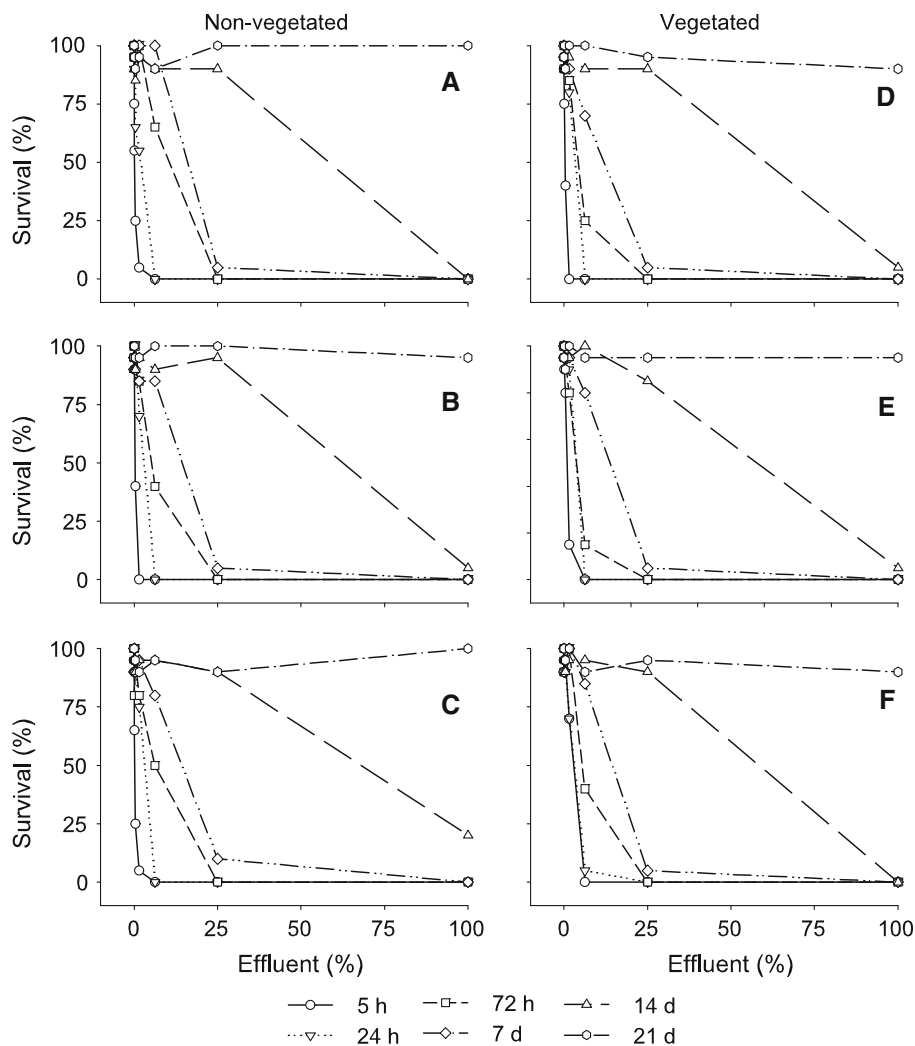 Non-vegetated
Vegetated
100
75
50
25
0
Survival (%)
A
D
100
75
50
25
0
Survival (%)
B
E
100
75
50
25
0
Survival (%)
C
F
0 25 50 75 100
0 25 50 75 100
Effluent (%)
Effluent (%)
5 h 72 h 14 d
24 h 7 d 21 d